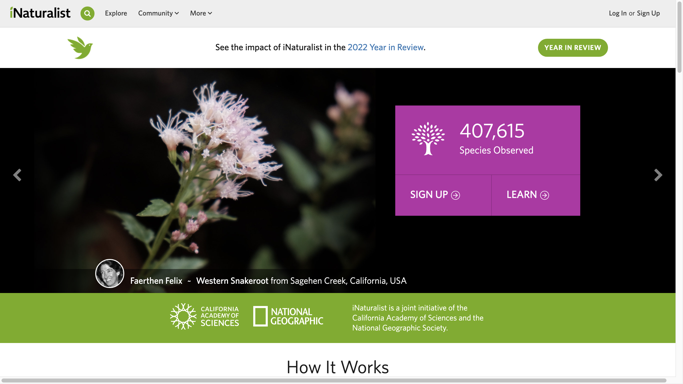 iNaturalist Explore Community More Log In or Sign Up
See the impact of iNaturalist in the 2022 Year in Review.
YEAR IN REVIEW
407,615
Species Observed
SIGN UP
LEARN
Faerthen Felix - Western Snakeroot from Sagehen Creek, California, USA
CALIFORNIA
ACADEMY OF
SCIENCES
NATIONAL
GEOGRAPHIC
iNaturalist is a joint initiative of the
California Academy of Sciences and the
National Geographic Society.
How It Works